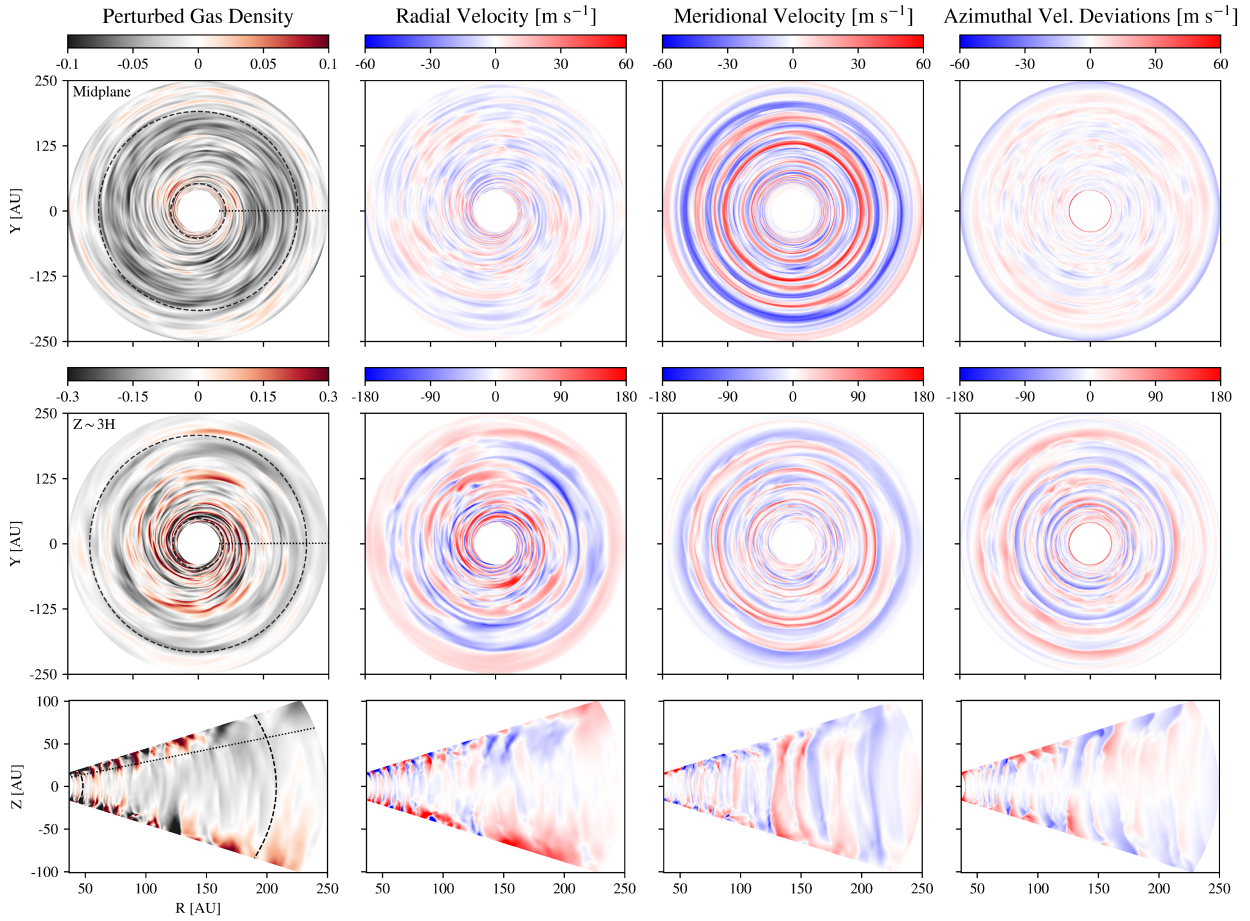 Perturbed Gas Density Radial Velocity [m s⁻¹] Meridional Velocity [m s⁻¹] Azimuthal Vel. Deviations [m s⁻¹]
-0.1 -0.05 0 0.05 0.1 -60 -30 0 30 60 -60 -30 0 30 60 -60 -30 0 30 60
250
Midplane
125
Y [AU]
0
-125
-250
-0.3 -0.15 0 0.15 0.3 -180 -90 0 90 180 -180 -90 0 90 180 -180 -90 0 90 180
250
Z∼3H
125
Y [AU]
0
-125
-250
100
50
Z [AU]
0
-50
-100
50 100 150 200 250 50 100 150 200 250 50 100 150 200 250 50 100 150 200 250
R [AU]